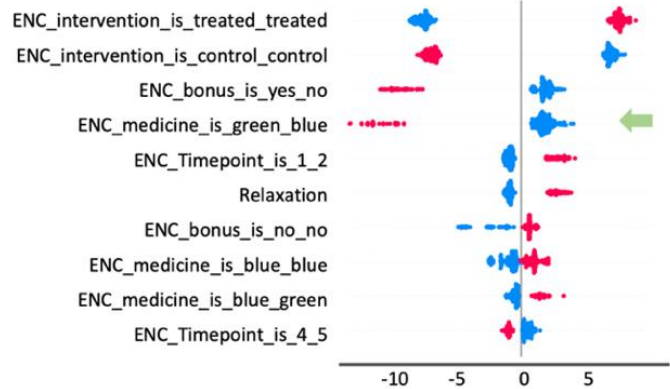 ENC_intervention_is_treated_treated
ENC_intervention_is_control_control
ENC_bonus_is_yes_no
ENC_medicine_is_green_blue
ENC_Timepoint_is_1_2
Relaxation
ENC_bonus_is_no_no
ENC_medicine_is_blue_blue
ENC_medicine_is_blue_green
ENC_Timepoint_is_4_5
-10 -5 0 5